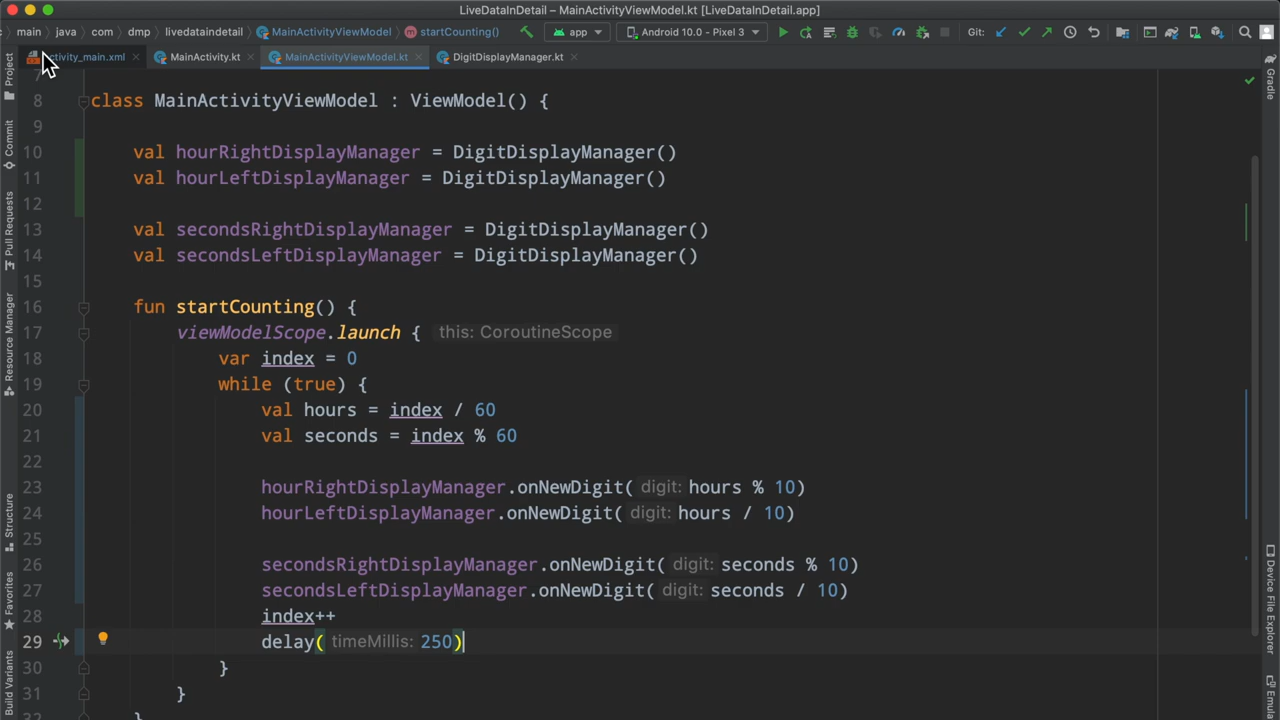 LiveDataInDetail – MainActivityViewModel.kt [LiveDataInDetail.app]
main java com dmp livedataindetail MainActivityViewModel startCounting() app Android 10.0 - Pixel 3 Git:
activity_main.xml MainActivity.kt MainActivityViewModel.kt DigitDisplayManager.kt
Project
Commit
Pull Requests
Resource Manager
Structure
Favorites
Build Variants
7
8 class MainActivityViewModel : ViewModel() {
9
10 val hourRightDisplayManager = DigitDisplayManager()
11 val hourLeftDisplayManager = DigitDisplayManager()
12
13 val secondsRightDisplayManager = DigitDisplayManager()
14 val secondsLeftDisplayManager = DigitDisplayManager()
15
16 fun startCounting() {
17 viewModelScope.launch { this: CoroutineScope
18 var index = 0
19 while (true) {
20 val hours = index / 60
21 val seconds = index % 60
22
23 hourRightDisplayManager.onNewDigit( digit: hours % 10)
24 hourLeftDisplayManager.onNewDigit( digit: hours / 10)
25
26 secondsRightDisplayManager.onNewDigit( digit: seconds % 10)
27 secondsLeftDisplayManager.onNewDigit( digit: seconds / 10)
28 index++
29 delay( timeMillis: 250)
30 }
31 }
32 }
Gradle
Device File Explorer